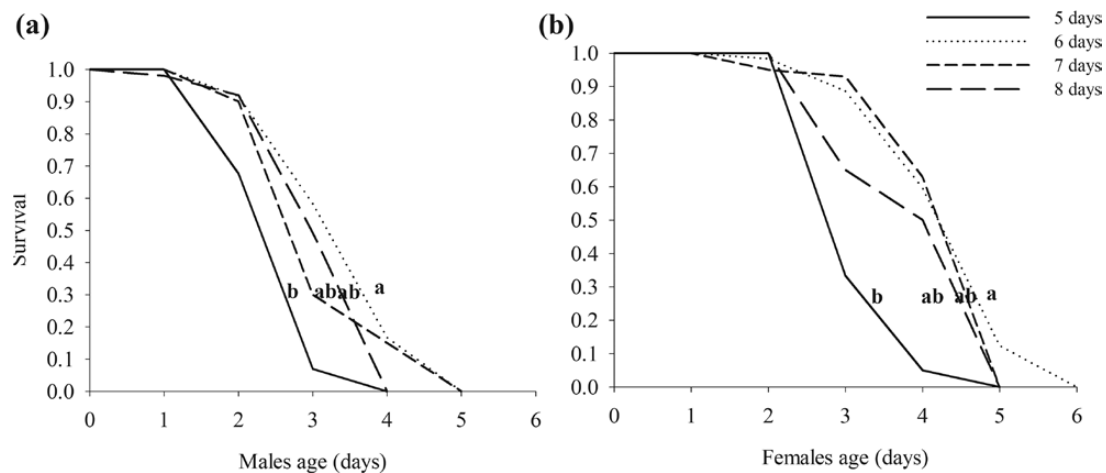 (a)
1.0
0.9
0.8
0.7
0.6
0.5
0.4
0.3
0.2
0.1
0.0
Survival
b
ab
ab
a
0 1 2 3 4 5 6
Males age (days)
(b)
5 days
6 days
7 days
8 days
1.0
0.9
0.8
0.7
0.6
0.5
0.4
0.3
0.2
0.1
0.0
b
ab
ab
a
0 1 2 3 4 5 6
Females age (days)